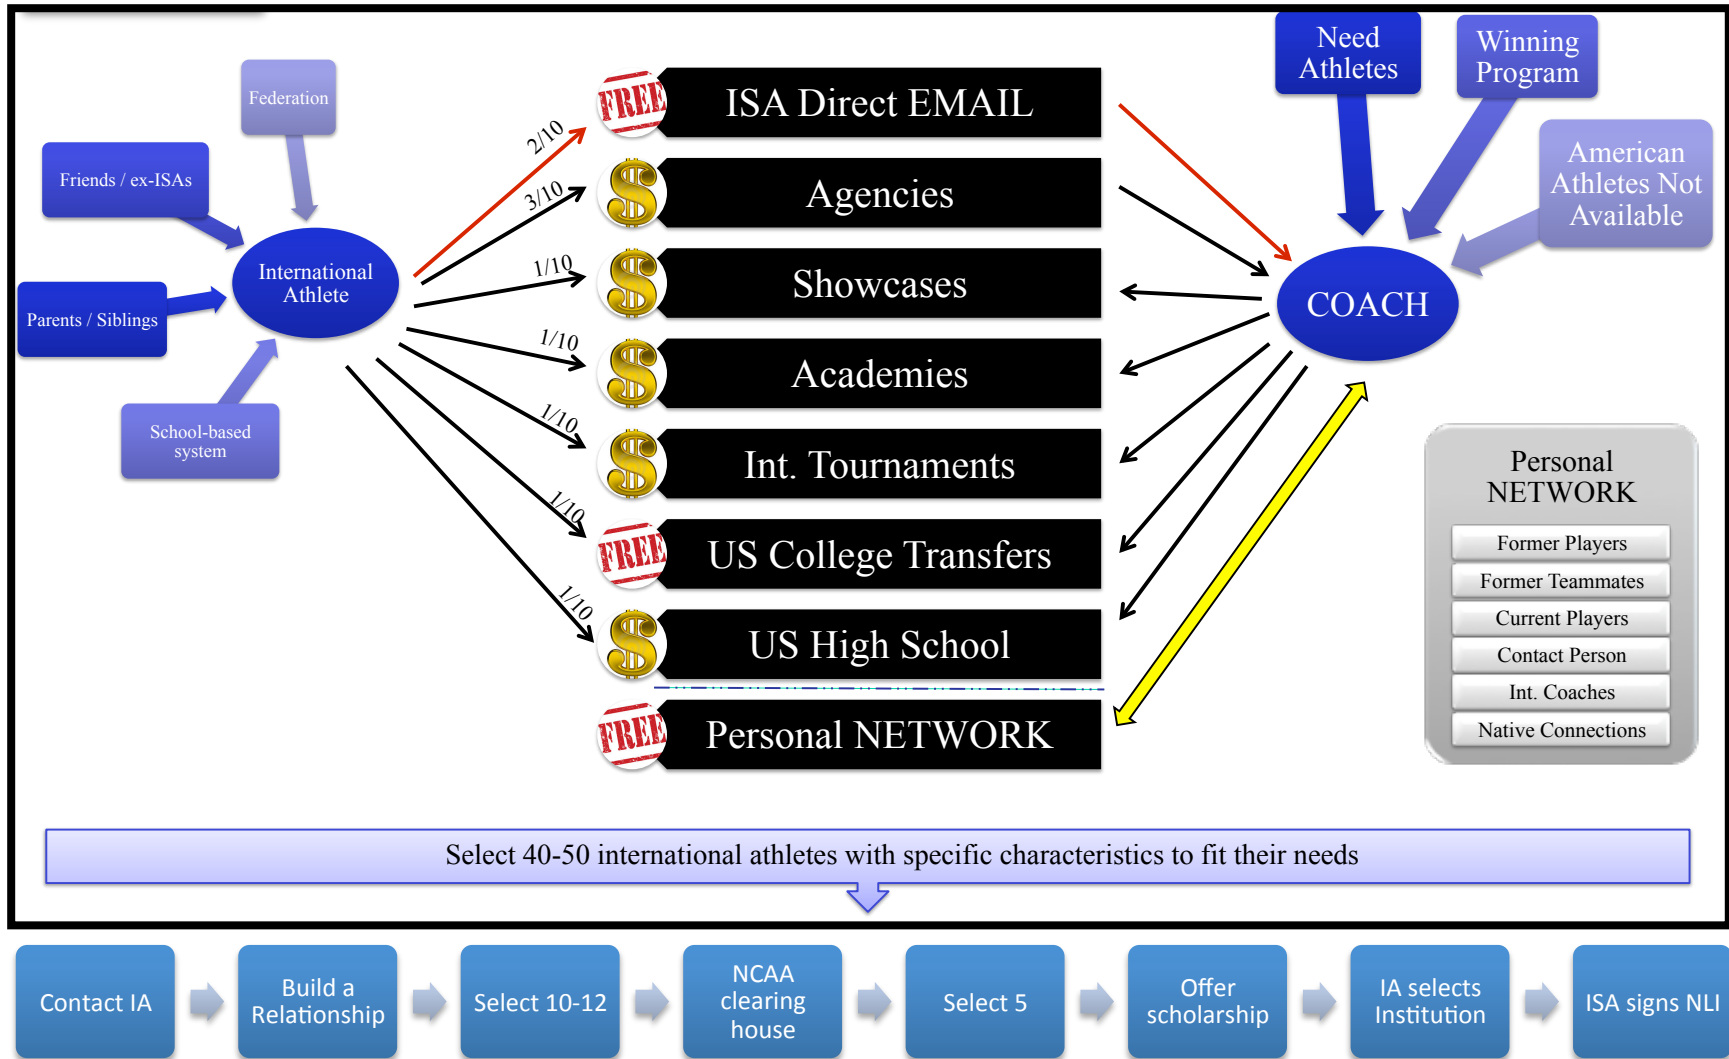 Need
Athletes
Winning
Program
American
Athletes Not
Available
Federation
Friends / ex-ISAs
Parents / Siblings
School-based
system
International
Athlete
2/10
3/10
1/10
1/10
1/10
1/10
1/10
FREE
ISA Direct EMAIL
$
Agencies
$
Showcases
$
Academies
$
Int. Tournaments
FREE
US College Transfers
$
US High School
FREE
Personal NETWORK
COACH
Personal
NETWORK
Former Players
Former Teammates
Current Players
Contact Person
Int. Coaches
Native Connections
Select 40-50 international athletes with specific characteristics to fit their needs
Contact IA
Build a
Relationship
Select 10-12
NCAA
clearing
house
Select 5
Offer
scholarship
IA selects
Institution
ISA signs NLI